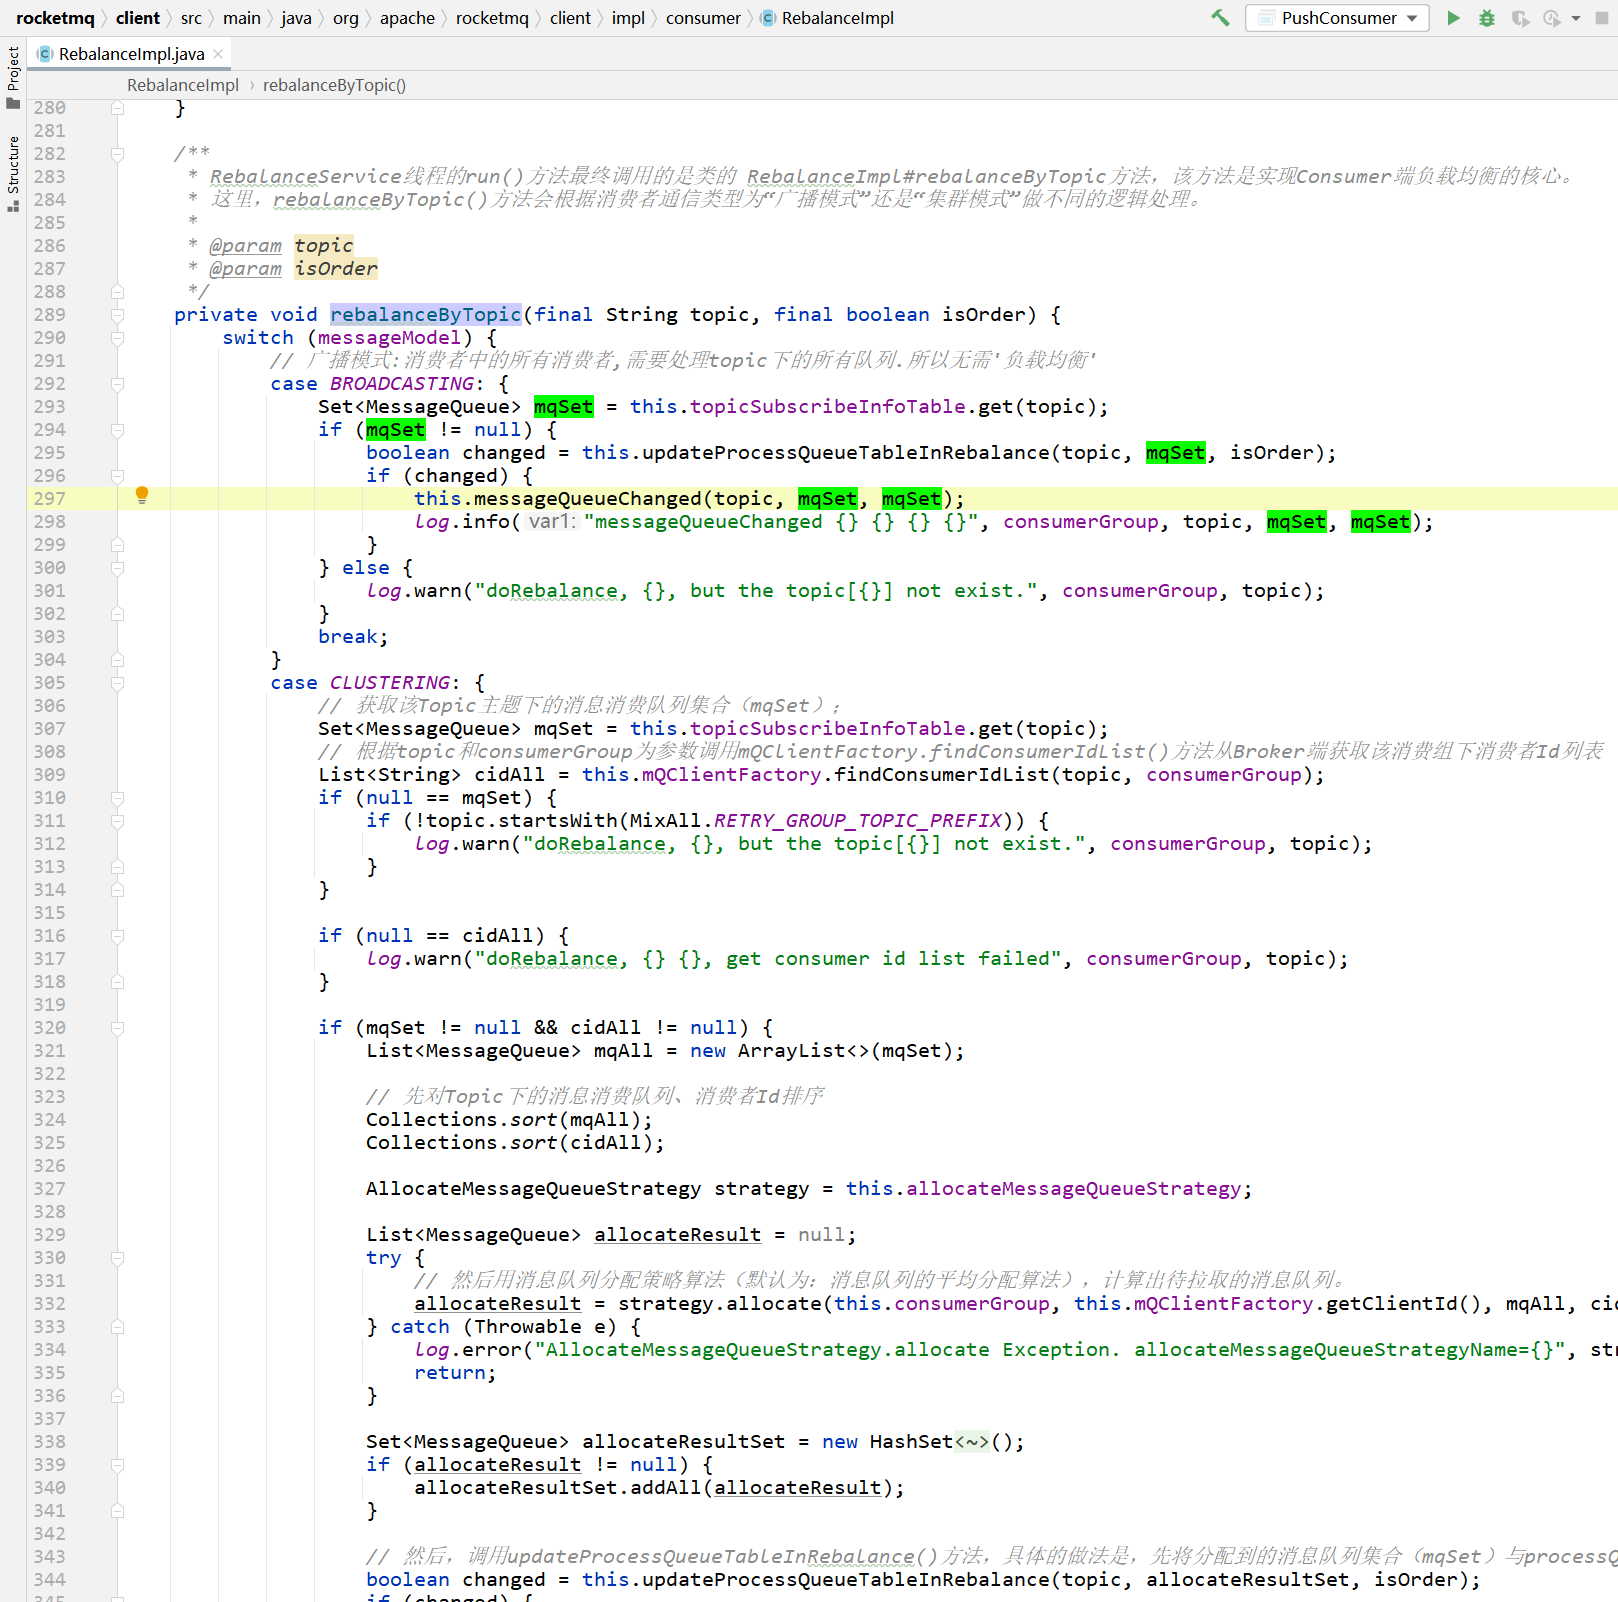 rocketmq client src main java org apache rocketmq client impl consumer RebalanceImpl PushConsumer
RebalanceImpl.java
RebalanceImpl rebalanceByTopic()
Project
Structure
280 }
281
282 /**
283 * RebalanceService线程的run()方法最终调用的是类的 RebalanceImpl#rebalanceByTopic方法，该方法是实现Consumer端负载均衡的核心。
284 * 这里，rebalanceByTopic()方法会根据消费者通信类型为“广播模式”还是“集群模式”做不同的逻辑处理。
285 *
286 * @param topic
287 * @param isOrder
288 */
289 private void rebalanceByTopic(final String topic, final boolean isOrder) {
290 switch (messageModel) {
291 // 广播模式:消费者中的所有消费者,需要处理topic下的所有队列.所以无需'负载均衡'
292 case BROADCASTING: {
293 Set<MessageQueue> mqSet = this.topicSubscribeInfoTable.get(topic);
294 if (mqSet != null) {
295 boolean changed = this.updateProcessQueueTableInRebalance(topic, mqSet, isOrder);
296 if (changed) {
297 this.messageQueueChanged(topic, mqSet, mqSet);
298 log.info( var1: "messageQueueChanged {} {} {} {}", consumerGroup, topic, mqSet, mqSet);
299 }
300 } else {
301 log.warn("doRebalance, {}, but the topic[{}] not exist.", consumerGroup, topic);
302 }
303 break;
304 }
305 case CLUSTERING: {
306 // 获取该Topic主题下的消息消费队列集合（mqSet）;
307 Set<MessageQueue> mqSet = this.topicSubscribeInfoTable.get(topic);
308 // 根据topic和consumerGroup为参数调用mQClientFactory.findConsumerIdList()方法从Broker端获取该消费组下消费者Id列表
309 List<String> cidAll = this.mQClientFactory.findConsumerIdList(topic, consumerGroup);
310 if (null == mqSet) {
311 if (!topic.startsWith(MixAll.RETRY_GROUP_TOPIC_PREFIX)) {
312 log.warn("doRebalance, {}, but the topic[{}] not exist.", consumerGroup, topic);
313 }
314 }
315
316 if (null == cidAll) {
317 log.warn("doRebalance, {} {}, get consumer id list failed", consumerGroup, topic);
318 }
319
320 if (mqSet != null && cidAll != null) {
321 List<MessageQueue> mqAll = new ArrayList<>(mqSet);
322
323 // 先对Topic下的消息消费队列、消费者Id排序
324 Collections.sort(mqAll);
325 Collections.sort(cidAll);
326
327 AllocateMessageQueueStrategy strategy = this.allocateMessageQueueStrategy;
328
329 List<MessageQueue> allocateResult = null;
330 try {
331 // 然后用消息队列分配策略算法（默认为：消息队列的平均分配算法），计算出待拉取的消息队列。
332 allocateResult = strategy.allocate(this.consumerGroup, this.mQClientFactory.getClientId(), mqAll, cid
333 } catch (Throwable e) {
334 log.error("AllocateMessageQueueStrategy.allocate Exception. allocateMessageQueueStrategyName={}", str
335 return;
336 }
337
338 Set<MessageQueue> allocateResultSet = new HashSet<~>();
339 if (allocateResult != null) {
340 allocateResultSet.addAll(allocateResult);
341 }
342
343 // 然后，调用updateProcessQueueTableInRebalance()方法，具体的做法是，先将分配到的消息队列集合（mqSet）与processQ
344 boolean changed = this.updateProcessQueueTableInRebalance(topic, allocateResultSet, isOrder);
345 if (changed) {